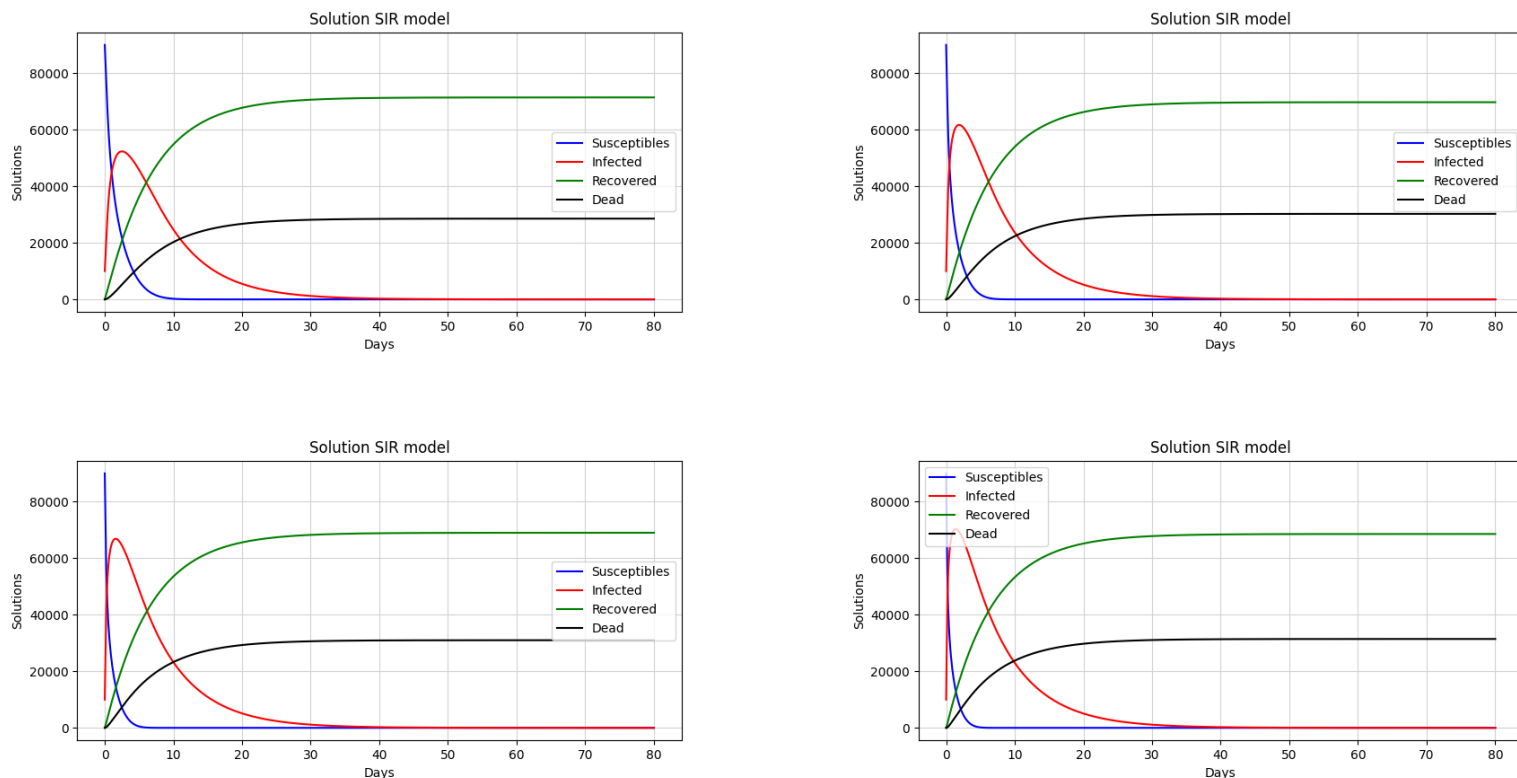 Solution SIR model
Solutions
80000
60000
40000
20000
0
Susceptibles
Infected
Recovered
Dead
0 10 20 30 40 50 60 70 80
Days
Solution SIR model
Solutions
80000
60000
40000
20000
0
Susceptibles
Infected
Recovered
Dead
0 10 20 30 40 50 60 70 80
Days
Solution SIR model
Solutions
80000
60000
40000
20000
0
Susceptibles
Infected
Recovered
Dead
0 10 20 30 40 50 60 70 80
Days
Solution SIR model
Solutions
80000
60000
40000
20000
0
Susceptibles
Infected
Recovered
Dead
0 10 20 30 40 50 60 70 80
Days